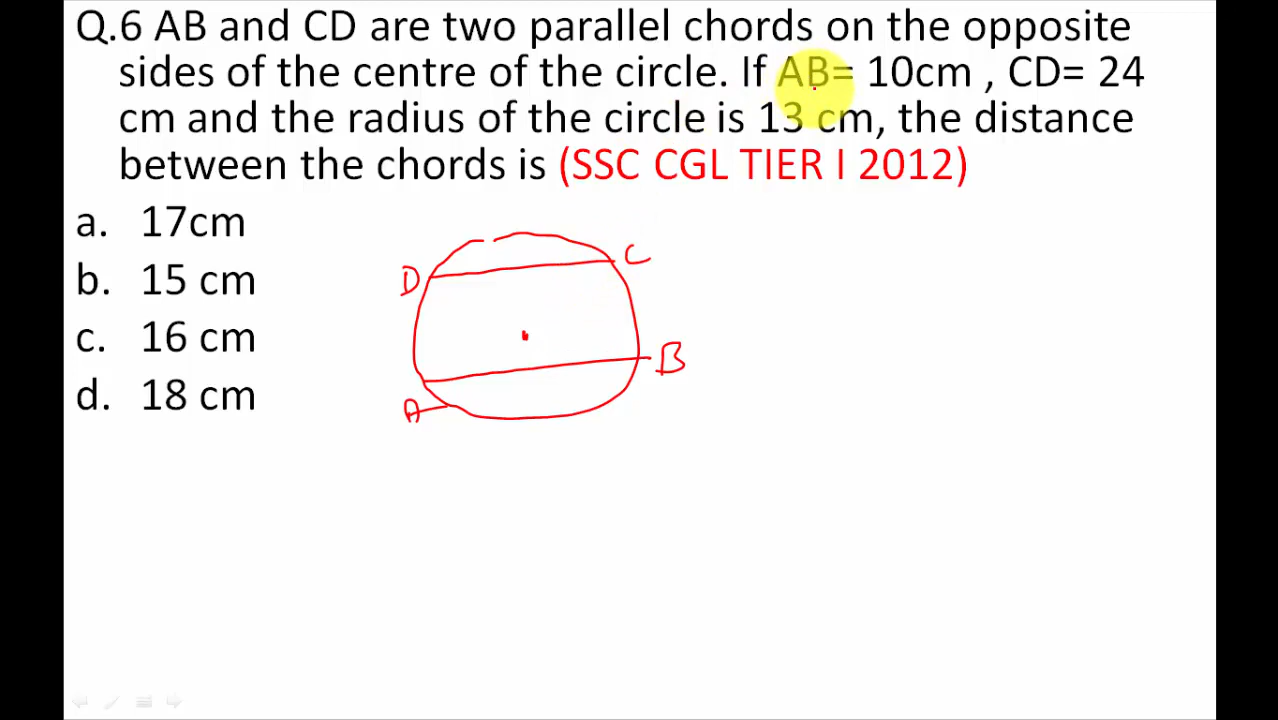 Q.6 AB and CD are two parallel chords on the opposite
sides of the centre of the circle. If AB= 10cm , CD= 24
cm and the radius of the circle is 13 cm, the distance
between the chords is (SSC CGL TIER I 2012)
a. 17cm
b. 15 cm
c. 16 cm
d. 18 cm
C
D
B
A